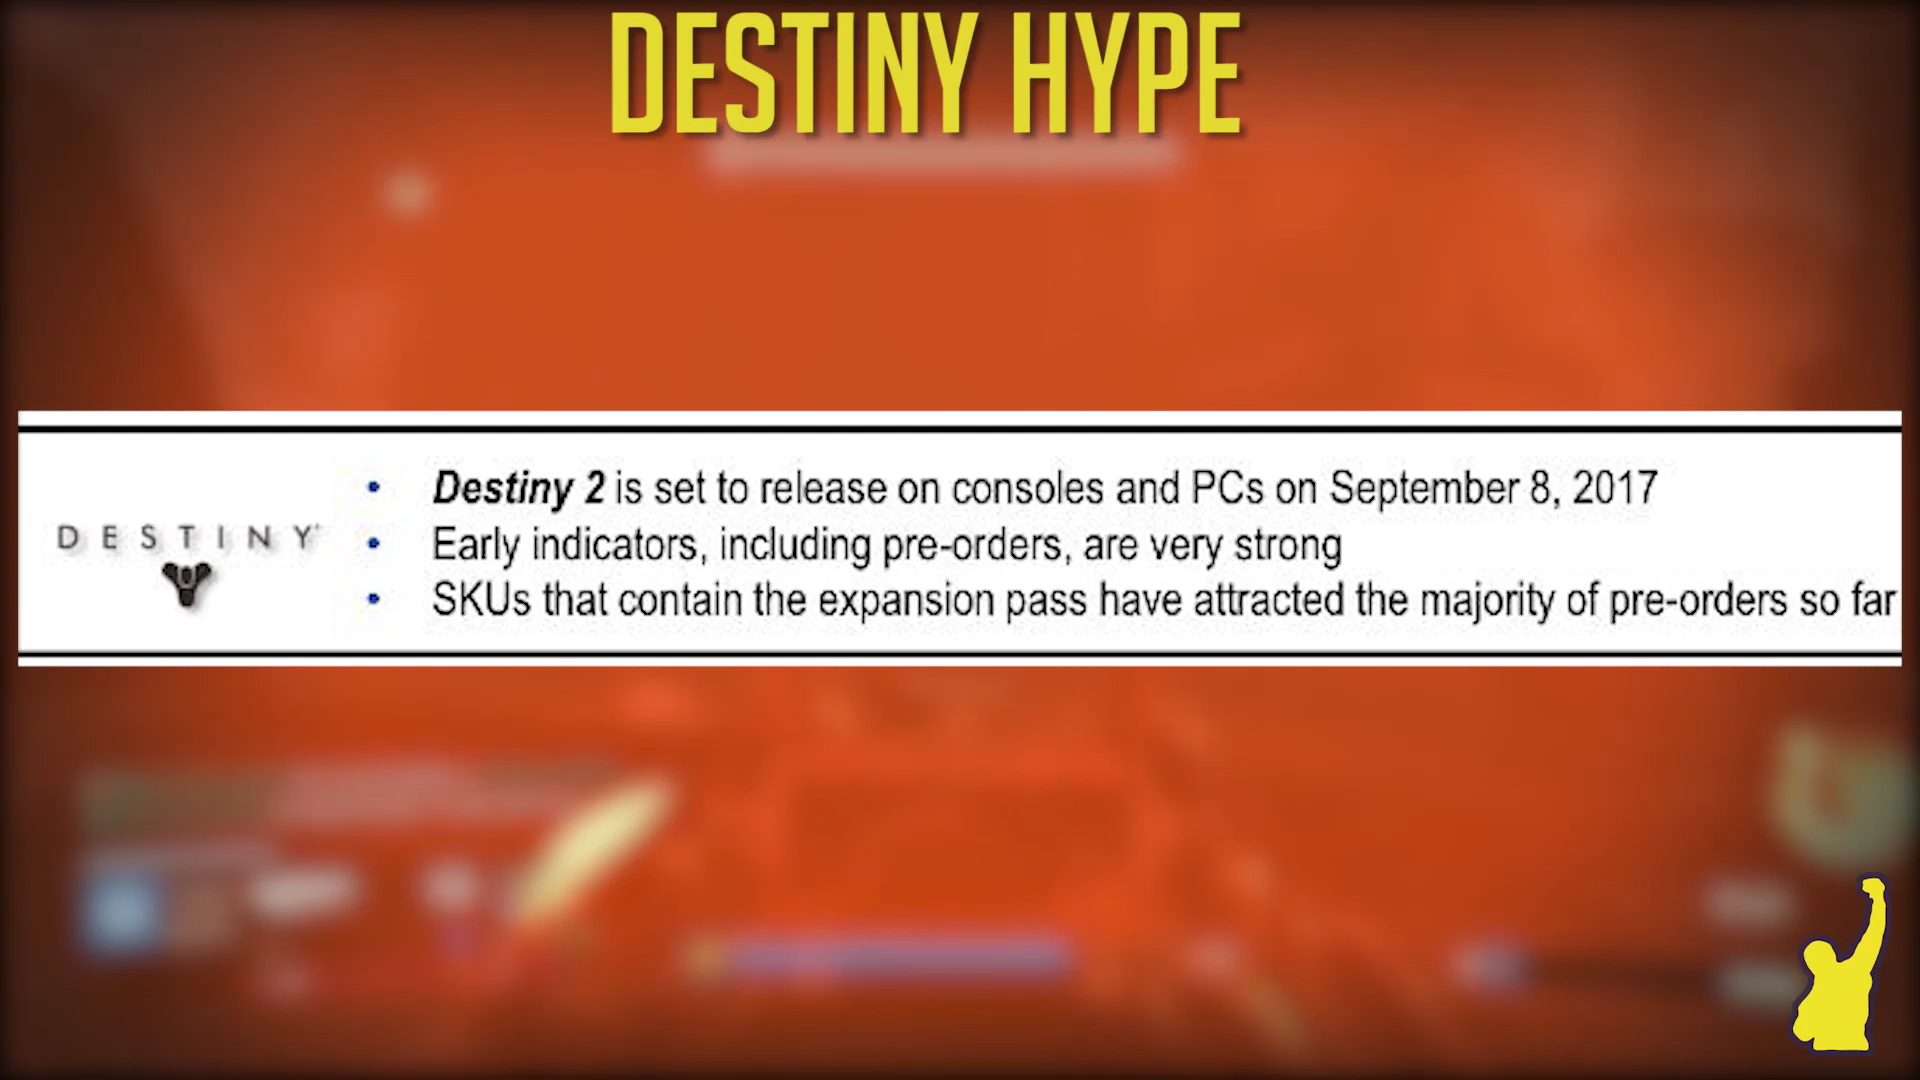 DESTINY HYPE
DESTINY
• Destiny 2 is set to release on consoles and PCs on September 8, 2017
• Early indicators, including pre-orders, are very strong
• SKUs that contain the expansion pass have attracted the majority of pre-orders so far